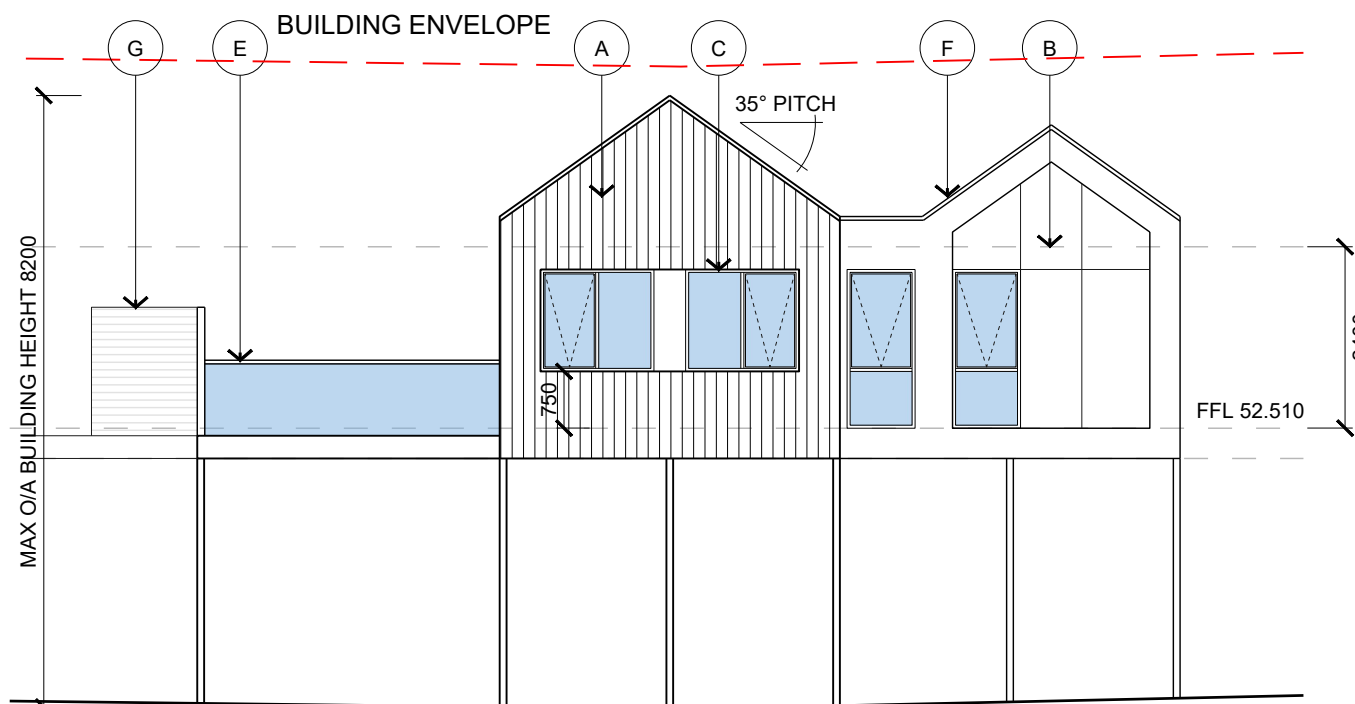 BUILDING ENVELOPE
G
E
A
C
F
B
35° PITCH
MAX O/A BUILDING HEIGHT 8200
750
FFL 52.510